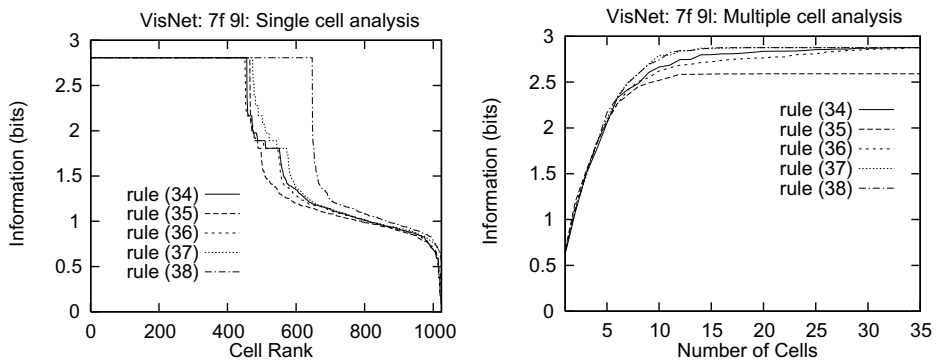 VisNet: 7f 9l: Single cell analysis
3
2.5
2
1.5
1
0.5
0
Information (bits)
rule (34)
rule (35)
rule (36)
rule (37)
rule (38)
0 200 400 600 800 1000
Cell Rank
VisNet: 7f 9l: Multiple cell analysis
3
2.5
2
1.5
1
0.5
0
Information (bits)
rule (34)
rule (35)
rule (36)
rule (37)
rule (38)
5 10 15 20 25 30 35
Number of Cells